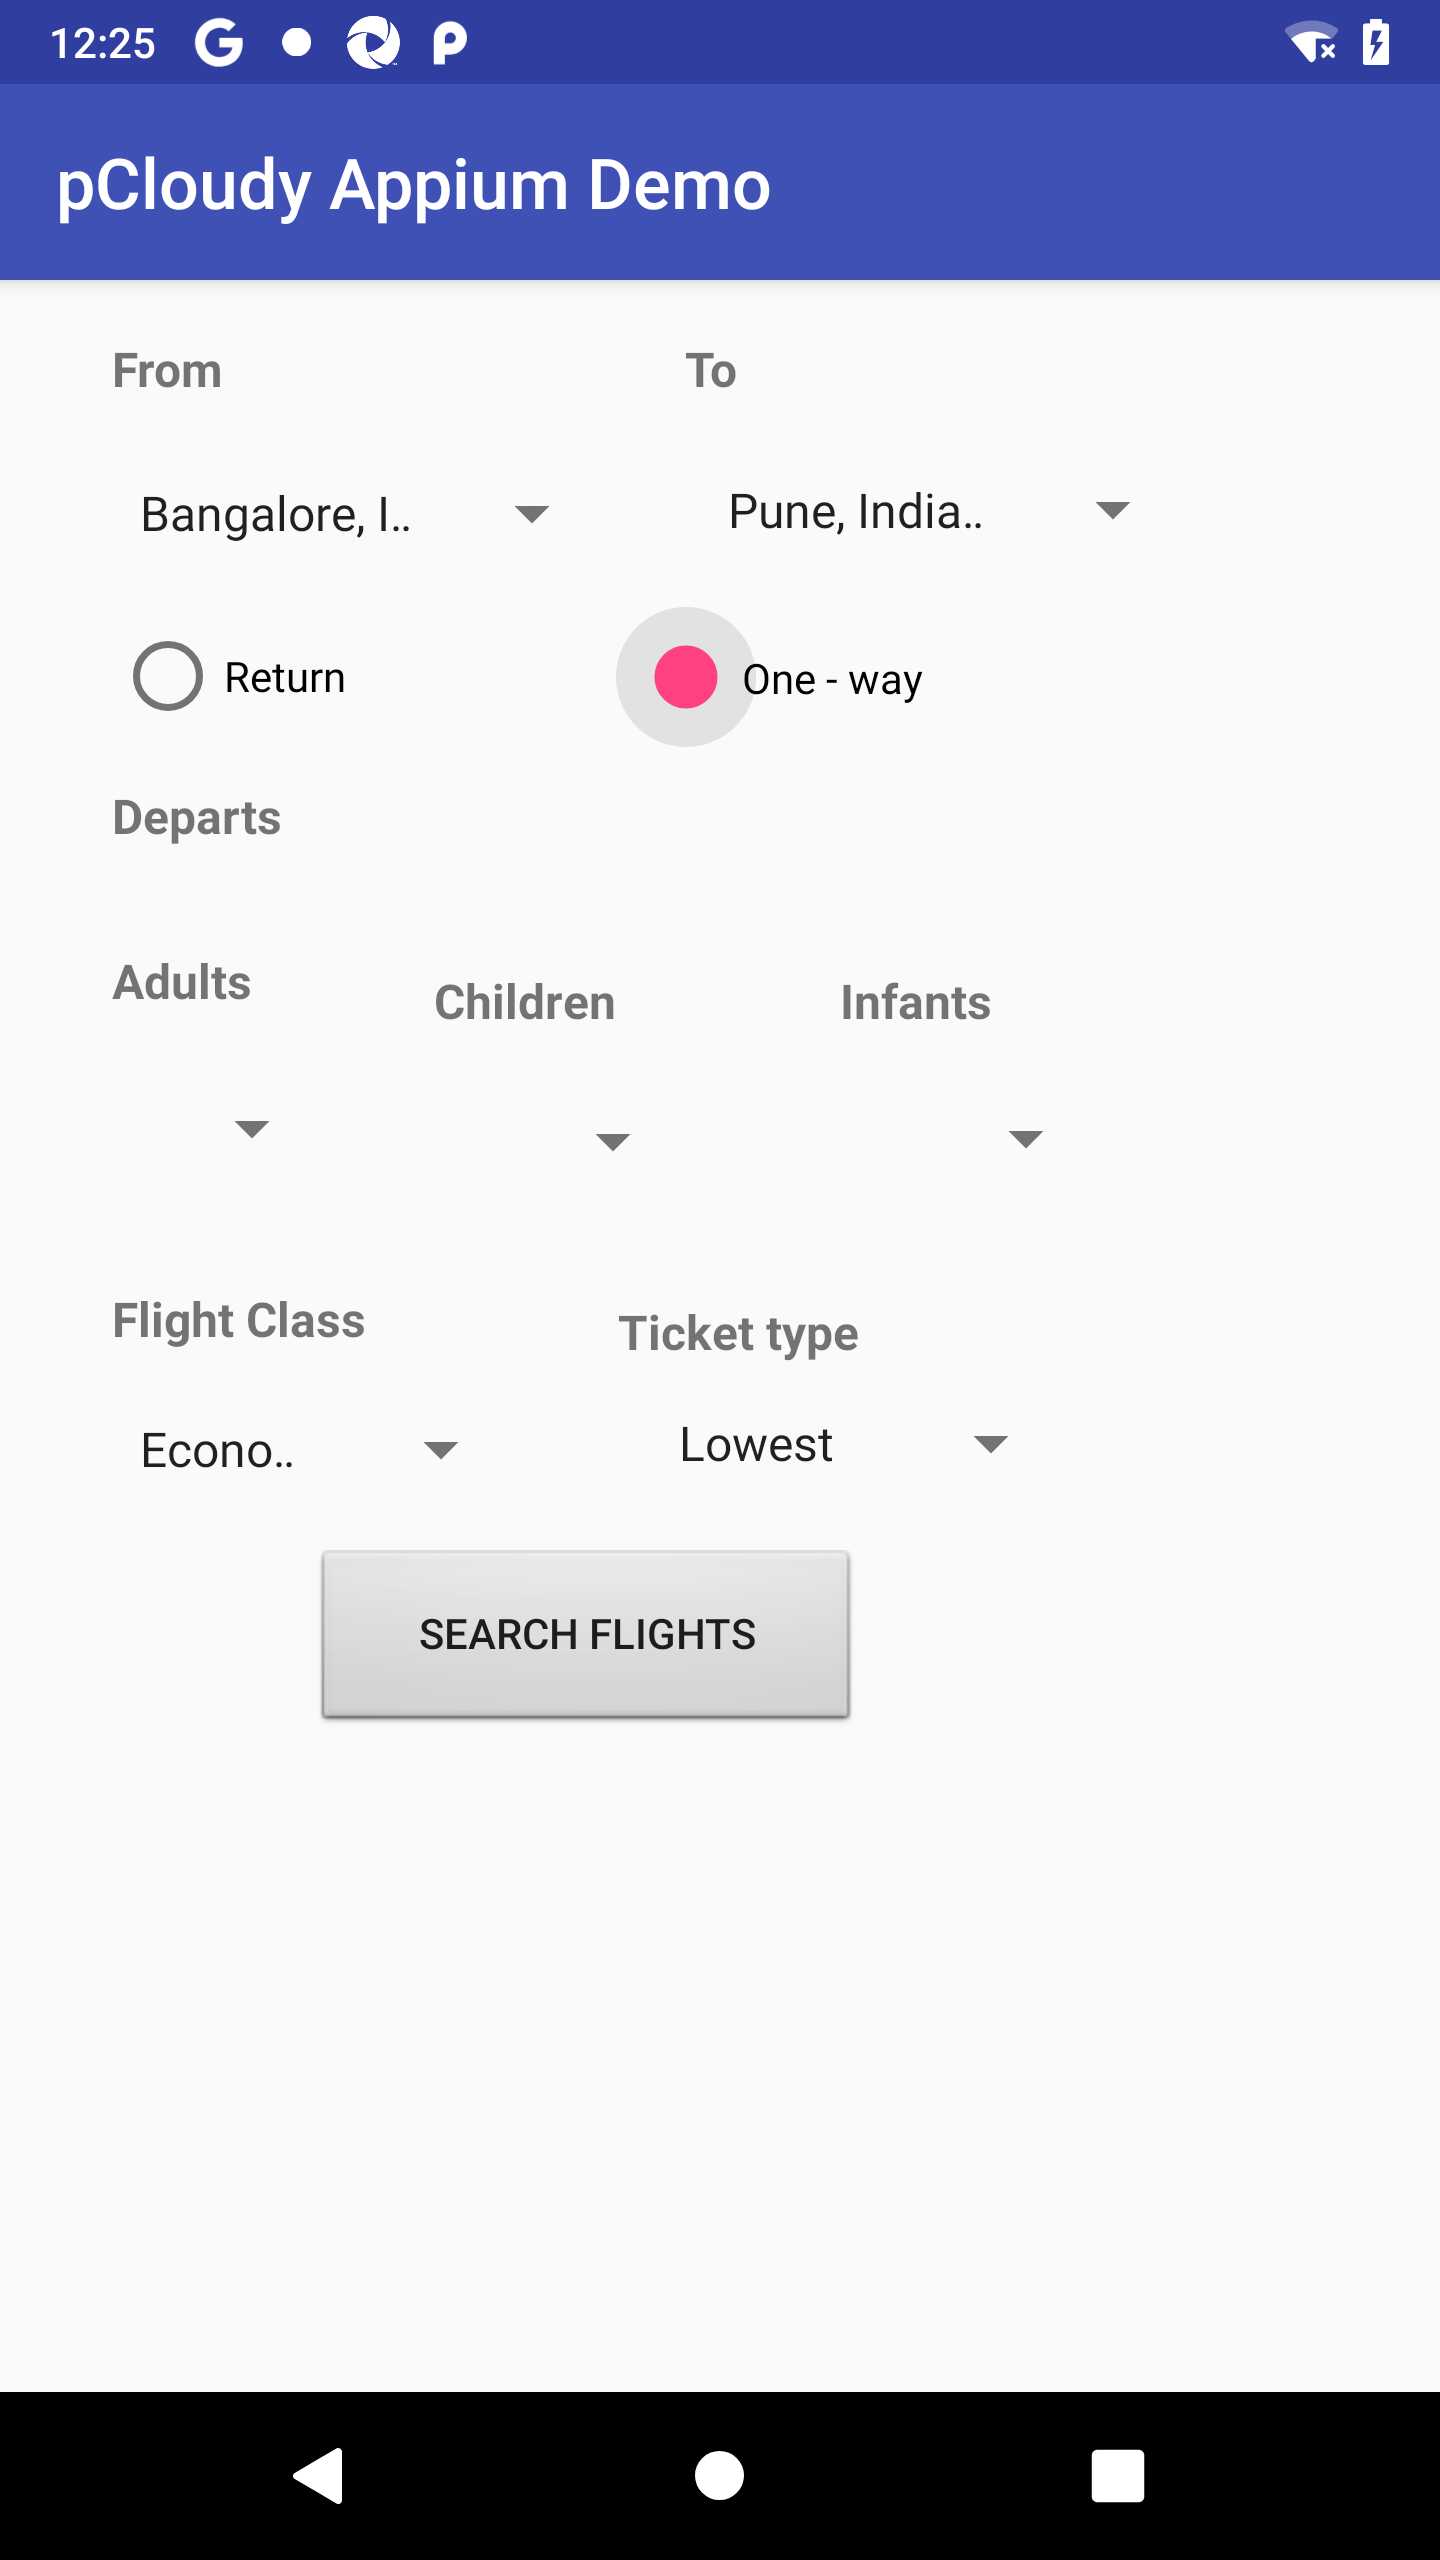 12:25
pCloudy Appium Demo
From
To
Bangalore, I..
Pune, India..
Return
One - way
Departs
Adults
Children
Infants
Flight Class
Ticket type
Econo..
Lowest
SEARCH FLIGHTS